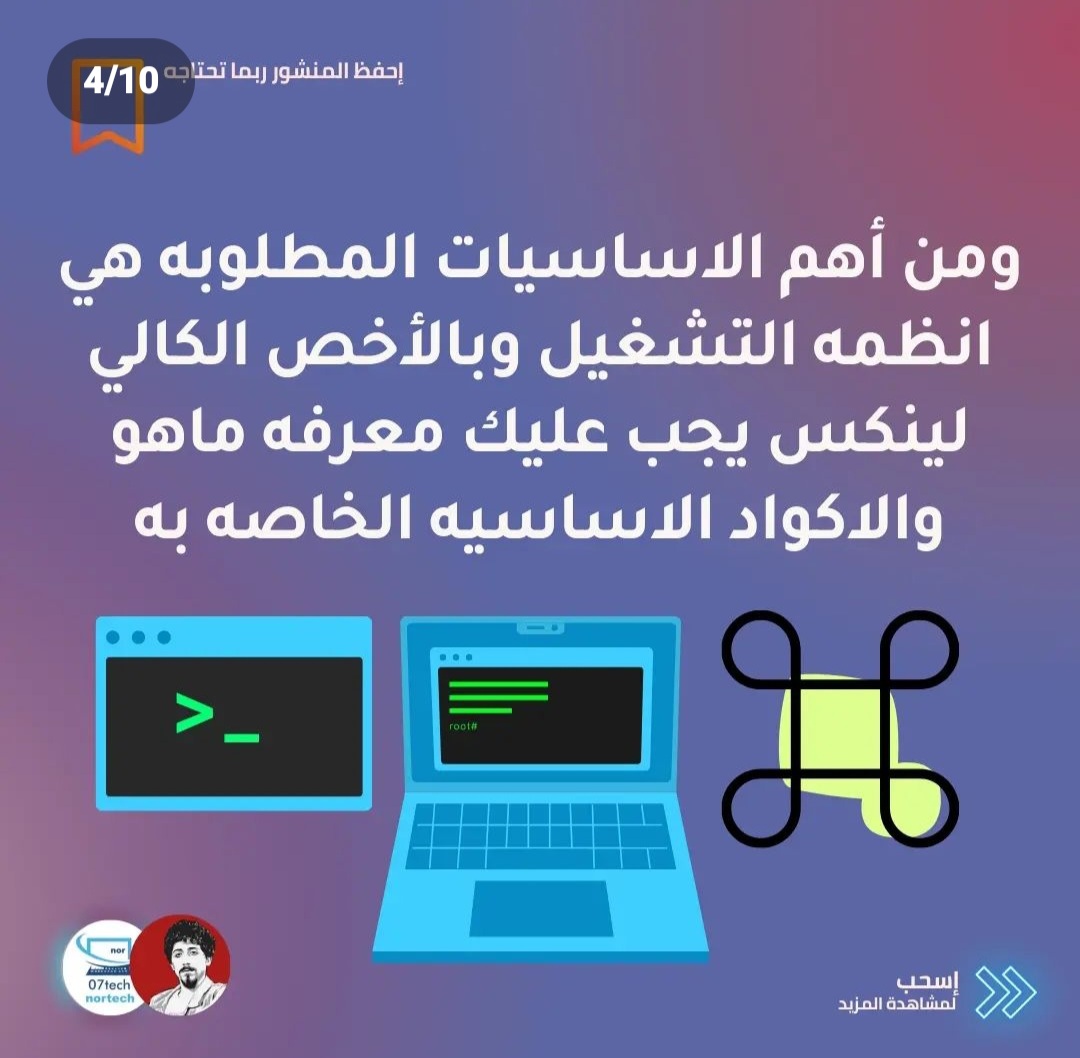 4/10
إحفظ المنشور ربما تحتاجه
ومن أهم الاساسيات المطلوبه هي
انظمه التشغيل وبالأخص الكالي
لينكس يجب عليك معرفه ماهو
والاكواد الاساسيه الخاصه به
>_
root#
nor
07tech
nortech
إسحب
لمشاهدة المزيد